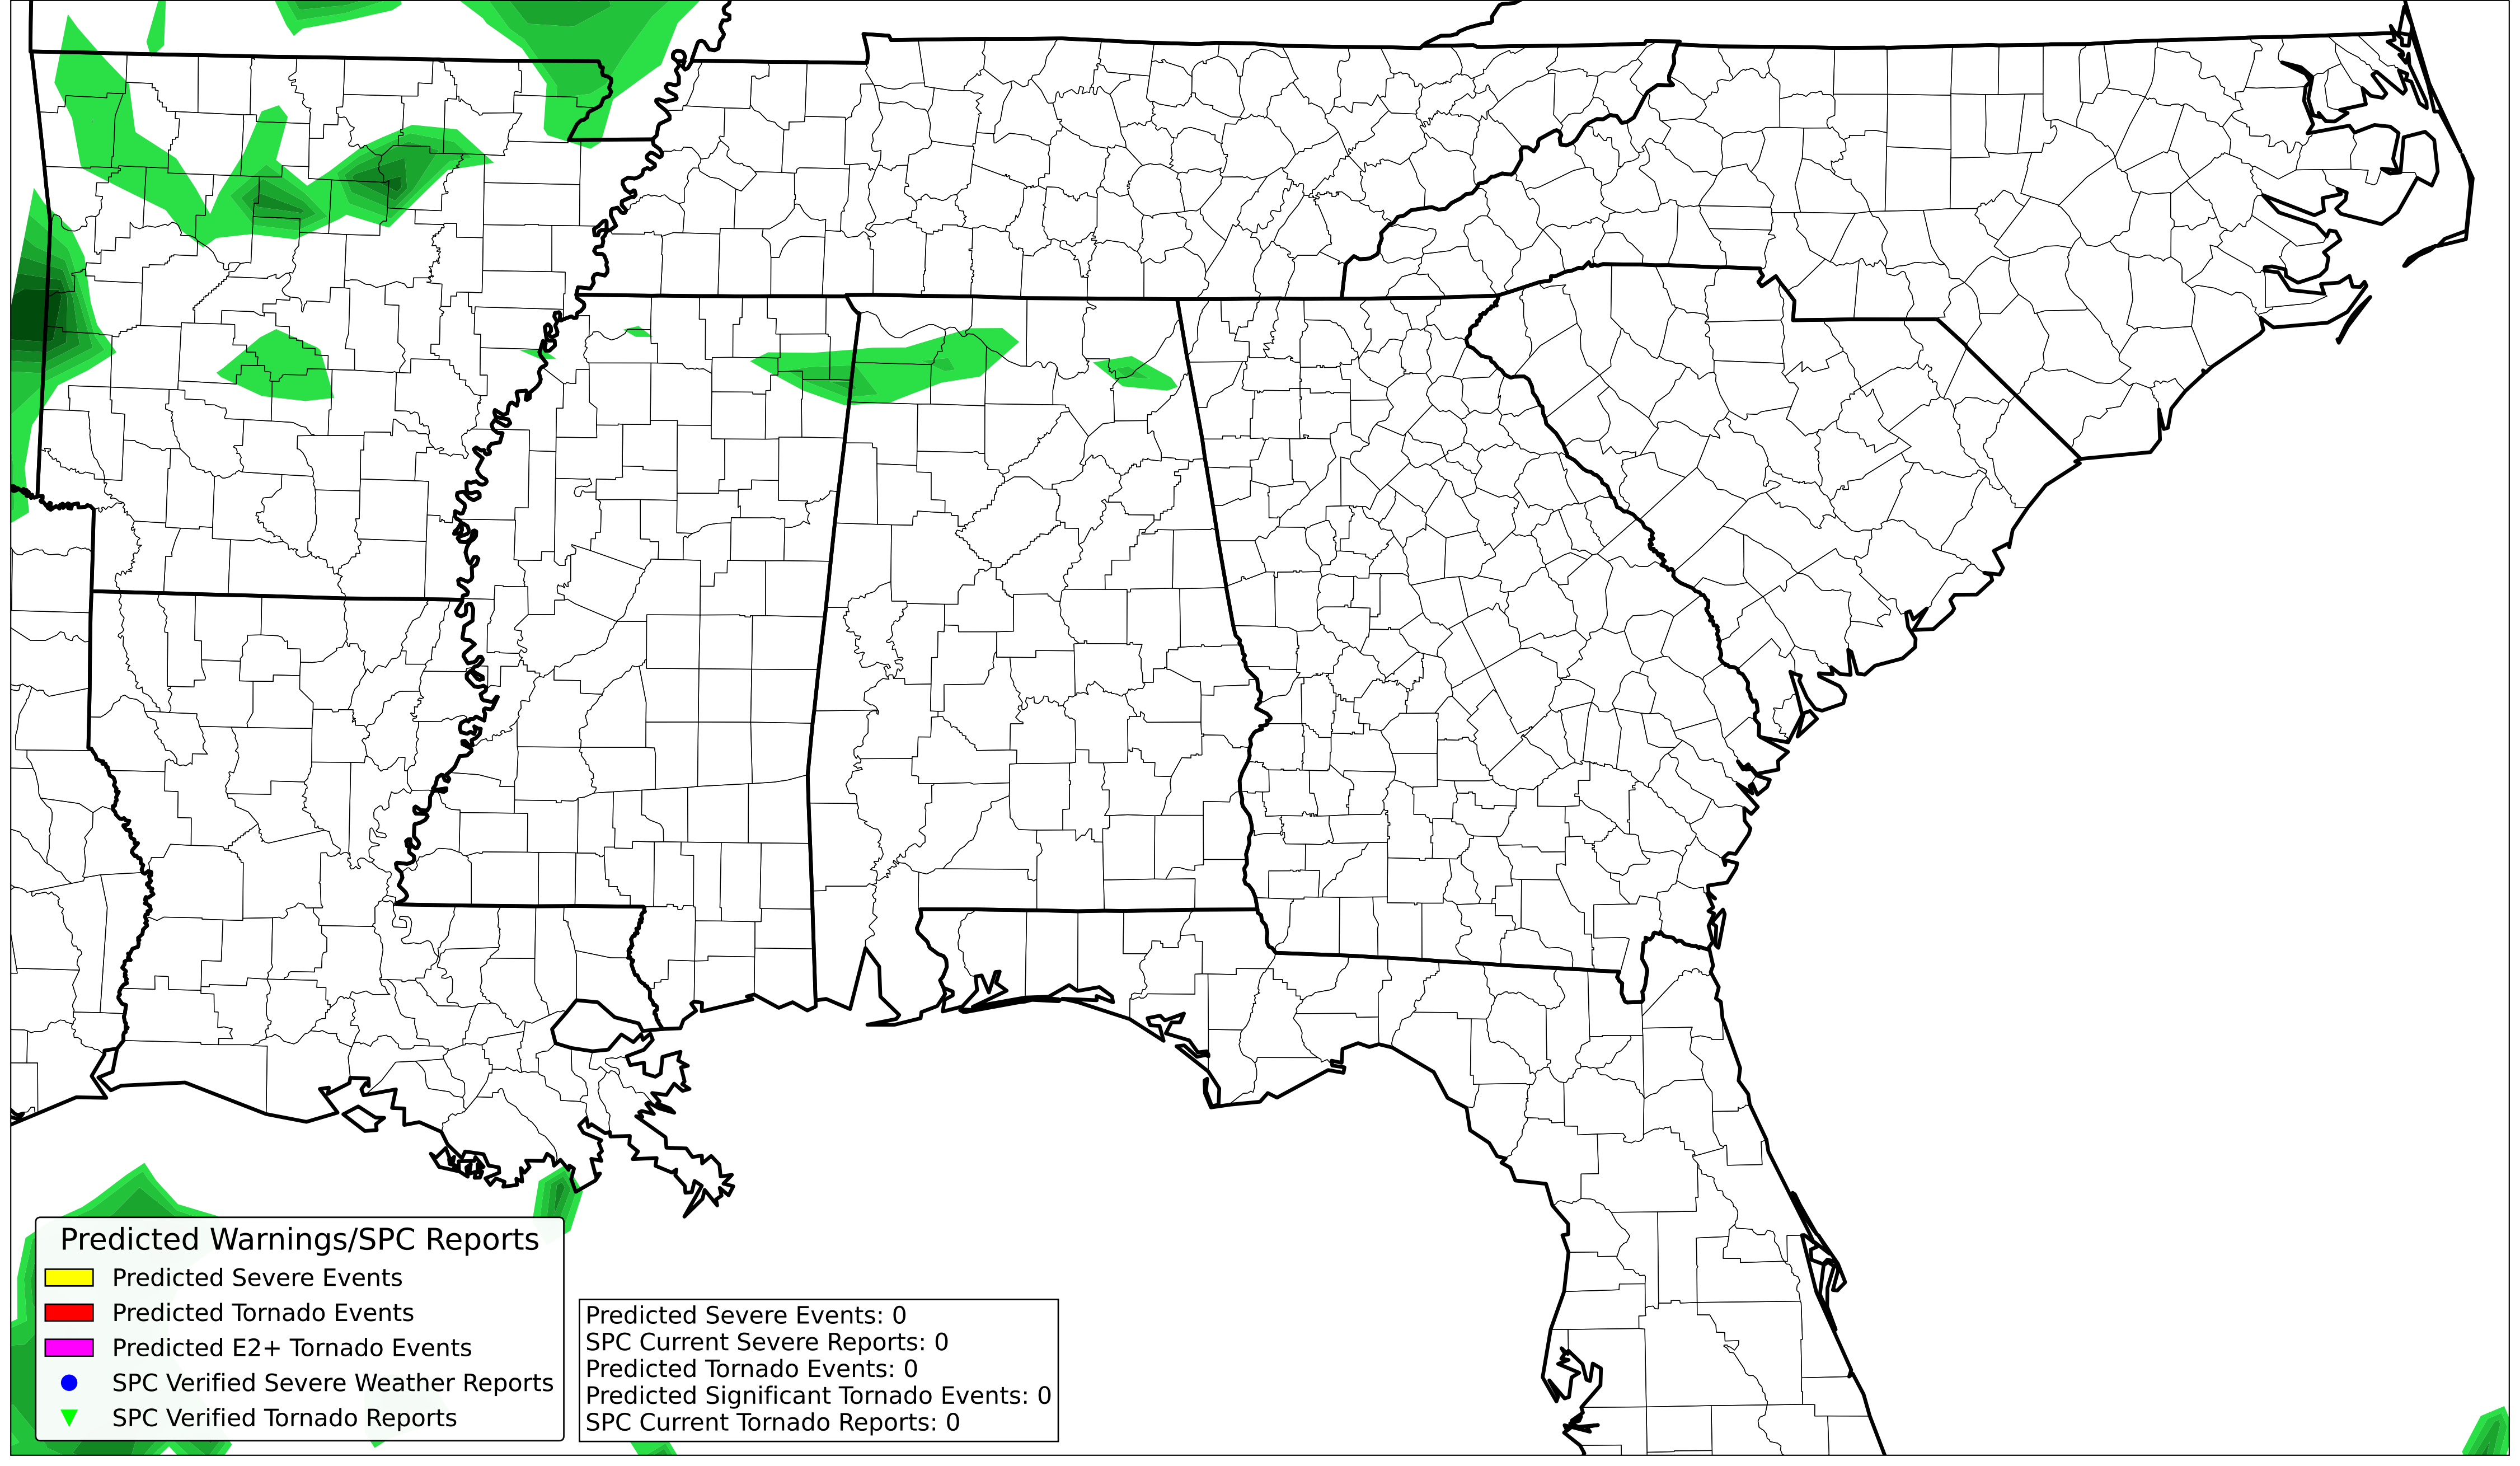 Predicted Warnings/SPC Reports
Predicted Severe Events
Predicted Tornado Events
Predicted E2+ Tornado Events
SPC Verified Severe Weather Reports
SPC Verified Tornado Reports
Predicted Severe Events: 0
SPC Current Severe Reports: 0
Predicted Tornado Events: 0
Predicted Significant Tornado Events: 0
SPC Current Tornado Reports: 0